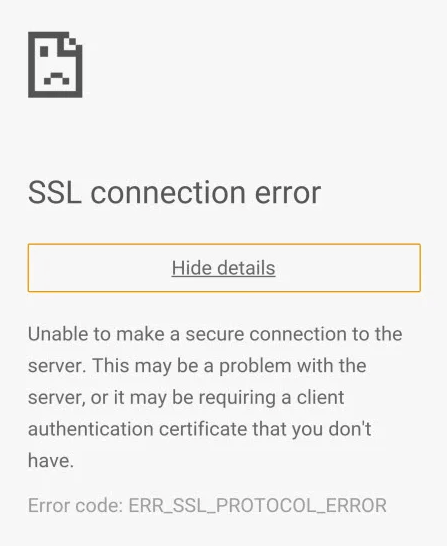 SSL connection error
Hide details
Unable to make a secure connection to the
server. This may be a problem with the
server, or it may be requiring a client
authentication certificate that you don't
have.
Error code: ERR_SSL_PROTOCOL_ERROR